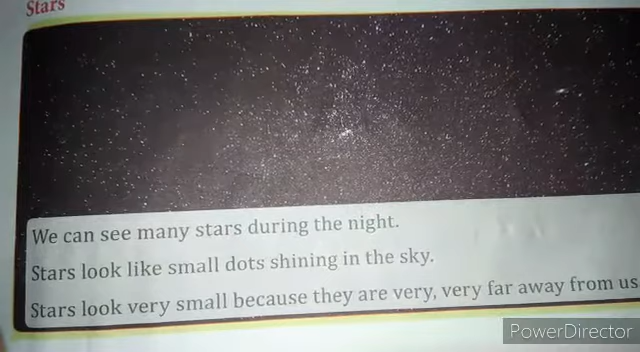 Stars
We can see many stars during the night.
Stars look like small dots shining in the sky.
Stars look very small because they are very, very far away from us
PowerDirector